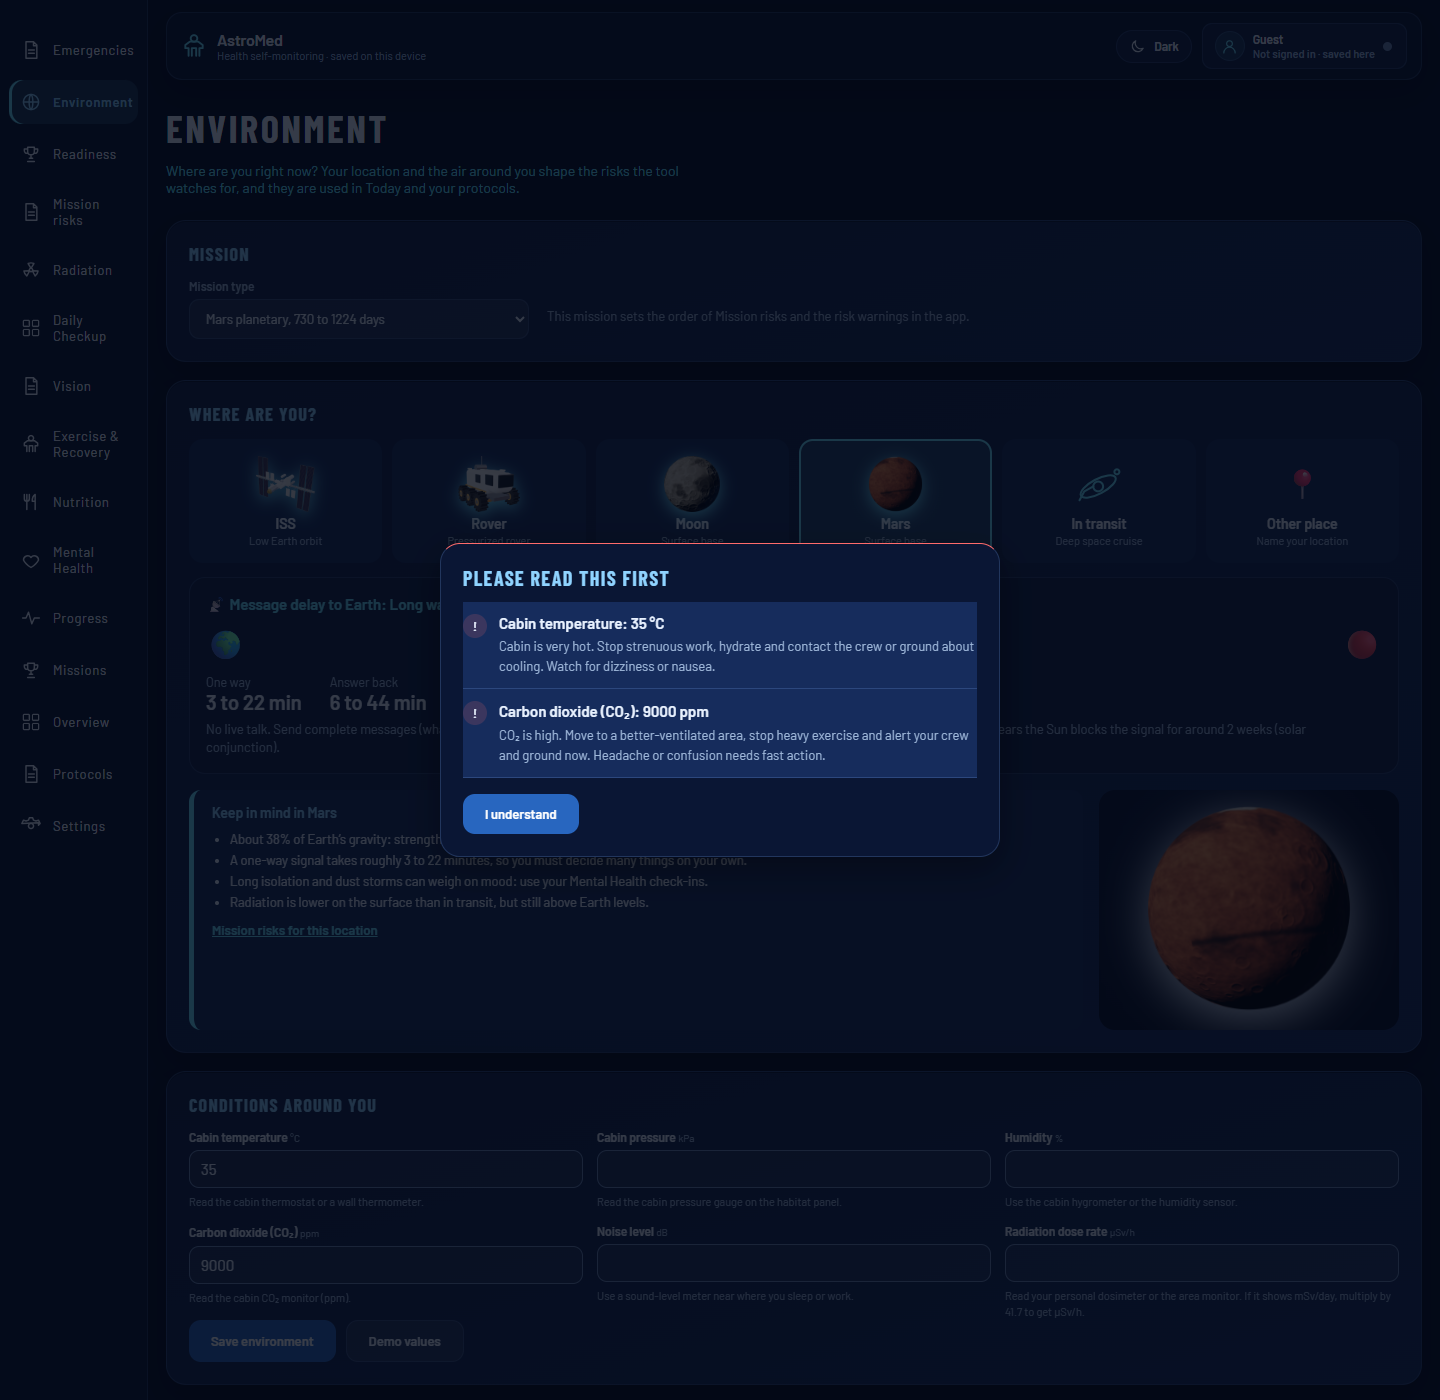 Emergencies
Environment
Readiness
Mission
risks
Radiation
Daily
Checkup
Vision
Exercise &
Recovery
Nutrition
Mental
Health
Progress
Missions
Overview
Protocols
Settings
AstroMed
Health self-monitoring · saved on this device
Dark
Guest
Not signed in · saved here
ENVIRONMENT
Where are you right now? Your location and the air around you shape the risks the tool
watches for, and they are used in Today and your protocols.
MISSION
Mission type
Mars planetary, 730 to 1224 days
This mission sets the order of Mission risks and the risk warnings in the app.
WHERE ARE YOU?
ISS
Low Earth orbit
Rover
Pressurized rover
Moon
Surface base
Mars
Surface base
In transit
Deep space cruise
Other place
Name your location
Message delay to Earth: Long
One way
3 to 22 min
Answer back
6 to 44 min
No live talk. Send complete messages
ears the Sun blocks the signal for around 2 weeks (solar
conjunction).
PLEASE READ THIS FIRST
! Cabin temperature: 35 °C
Cabin is very hot. Stop strenuous work, hydrate and contact the crew or ground about
cooling. Watch for dizziness or nausea.
! Carbon dioxide (CO₂): 9000 ppm
CO₂ is high. Move to a better-ventilated area, stop heavy exercise and alert your crew
and ground now. Headache or confusion needs fast action.
I understand
Keep in mind in Mars
• About 38% of Earth's gravity: strength
• A one-way signal takes roughly 3 to 22 minutes, so you must decide many things on your own.
• Long isolation and dust storms can weigh on mood: use your Mental Health check-ins.
• Radiation is lower on the surface than in transit, but still above Earth levels.
Mission risks for this location
CONDITIONS AROUND YOU
Cabin temperature °C
35
Read the cabin thermostat or a wall thermometer.
Cabin pressure kPa
Read the cabin pressure gauge on the habitat panel.
Humidity %
Use the cabin hygrometer or the humidity sensor.
Carbon dioxide (CO₂) ppm
9000
Read the cabin CO₂ monitor (ppm).
Noise level dB
Use a sound-level meter near where you sleep or work.
Radiation dose rate µSv/h
Read your personal dosimeter or the area monitor. If it shows mSv/day, multiply by
41.7 to get µSv/h.
Save environment
Demo values